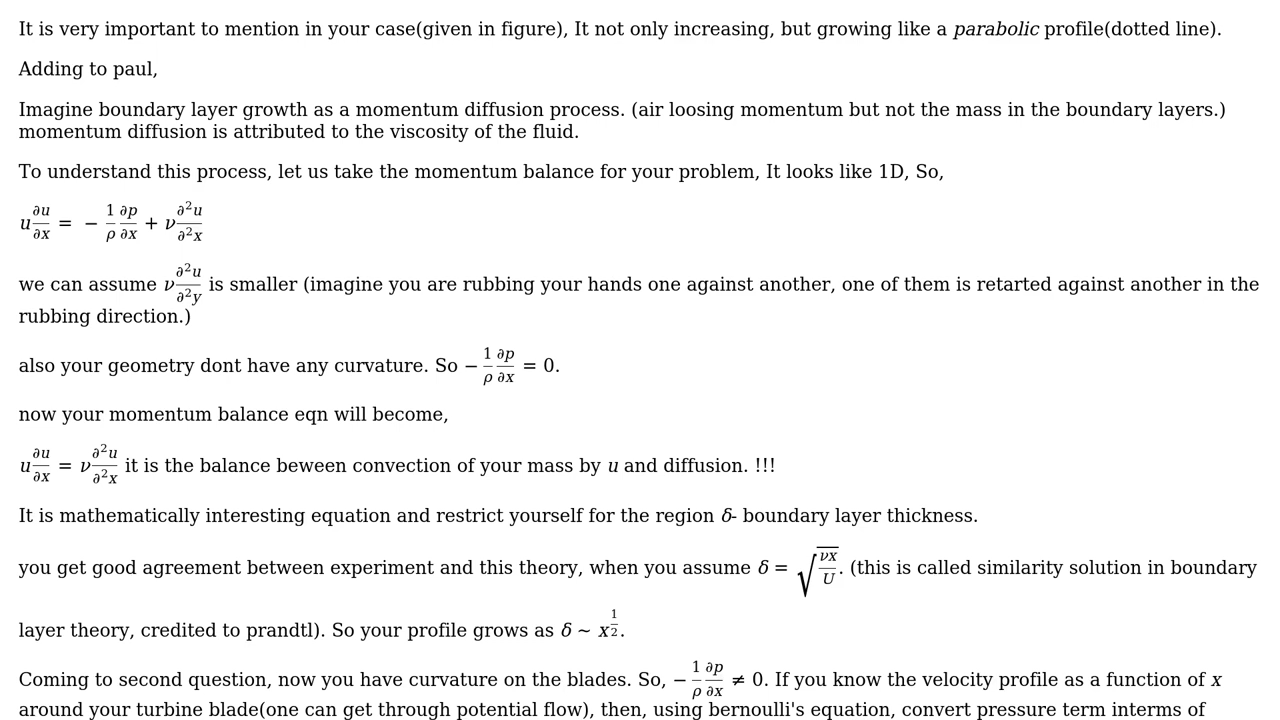 It is very important to mention in your case(given in figure), It not only increasing, but growing like a parabolic profile(dotted line).
Adding to paul,
Imagine boundary layer growth as a momentum diffusion process. (air loosing momentum but not the mass in the boundary layers.)
momentum diffusion is attributed to the viscosity of the fluid.
To understand this process, let us take the momentum balance for your problem, It looks like 1D, So,
u ∂u/∂x = − 1/ρ ∂p/∂x + ν ∂²u/∂²x
we can assume ν ∂²u/∂²y is smaller (imagine you are rubbing your hands one against another, one of them is retarted against another in the
rubbing direction.)
also your geometry dont have any curvature. So − 1/ρ ∂p/∂x = 0.
now your momentum balance eqn will become,
u ∂u/∂x = ν ∂²u/∂²x it is the balance beween convection of your mass by u and diffusion. !!!
It is mathematically interesting equation and restrict yourself for the region δ- boundary layer thickness.
you get good agreement between experiment and this theory, when you assume δ = √(νx/U). (this is called similarity solution in boundary
layer theory, credited to prandtl). So your profile grows as δ ~ x^(1/2).
Coming to second question, now you have curvature on the blades. So, − 1/ρ ∂p/∂x ≠ 0. If you know the velocity profile as a function of x
around your turbine blade(one can get through potential flow), then, using bernoulli's equation, convert pressure term interms of